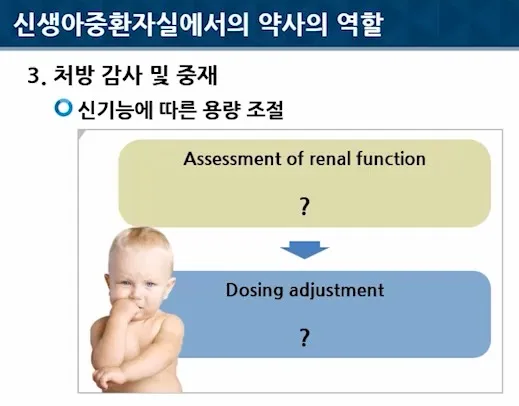 신생아중환자실에서의 약사의 역할
3. 처방 감사 및 중재
신기능에 따른 용량 조절
Assessment of renal function
?
Dosing adjustment
?